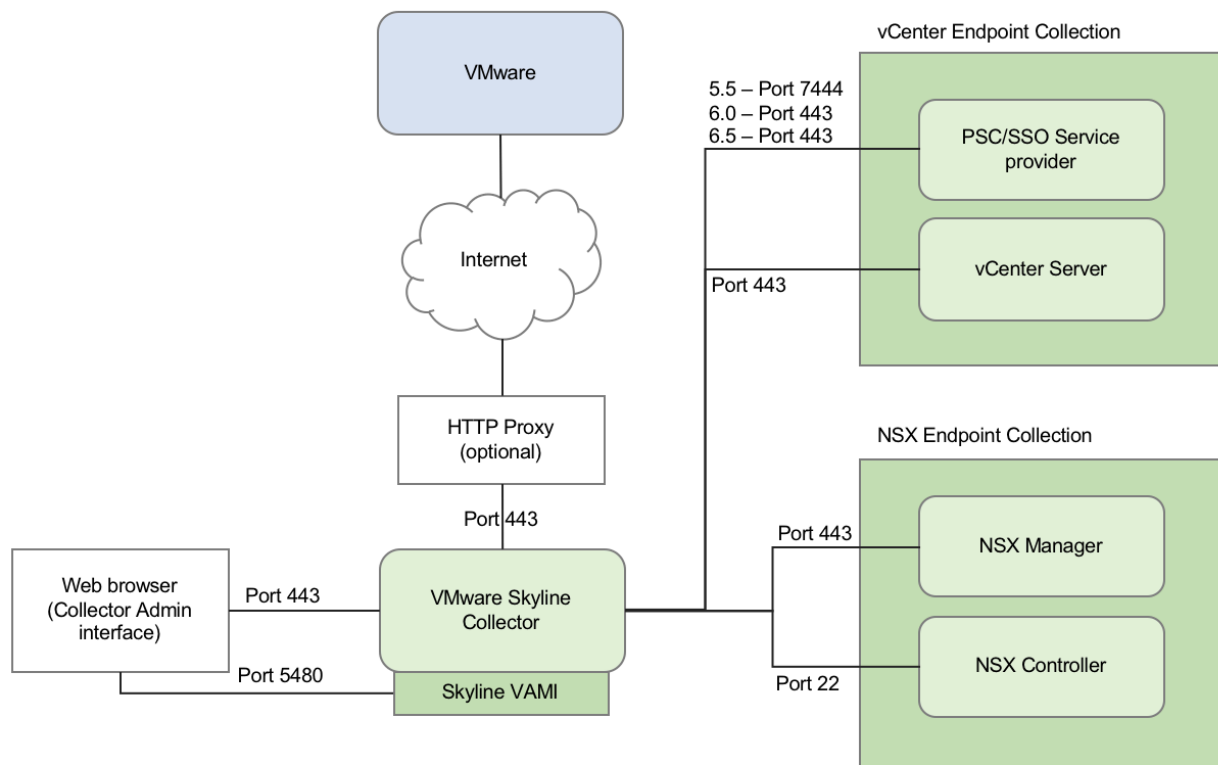 vCenter Endpoint Collection
VMware
5.5 – Port 7444
6.0 – Port 443
6.5 – Port 443
PSC/SSO Service
provider
Internet
vCenter Server
Port 443
HTTP Proxy
(optional)
NSX Endpoint Collection
Port 443
Port 443
NSX Manager
Web browser
(Collector Admin
interface)
Port 443
VMware Skyline
Collector
Port 5480
Skyline VAMI
NSX Controller
Port 22